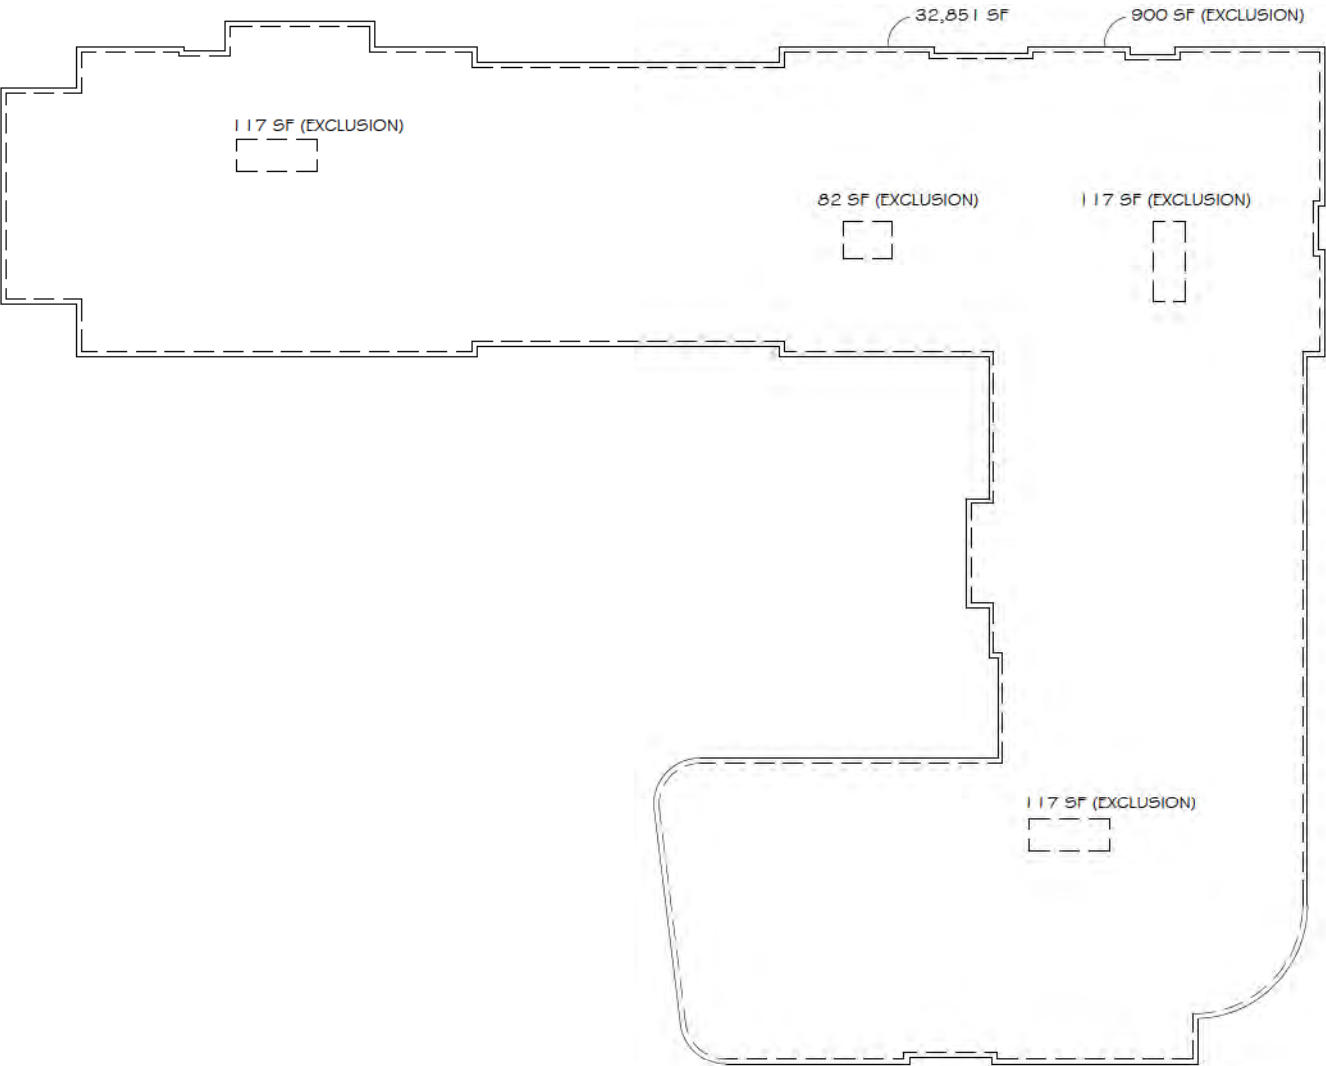 32,851 SF
900 SF (EXCLUSION)
117 SF (EXCLUSION)
82 SF (EXCLUSION)
117 SF (EXCLUSION)
117 SF (EXCLUSION)